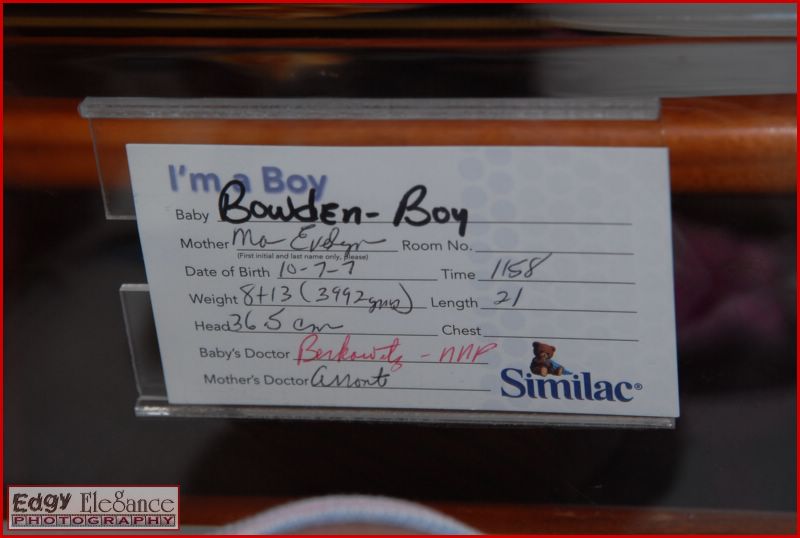 I'm a Boy
Baby Bowden - Boy
Mother Ma Evelyn Room No.
(First initial and last name only, please)
Date of Birth 10-7-7 Time 1158
Weight 8+13 (3992gms) Length 21
Head 36.5 cm Chest
Baby's Doctor Berkowitz - NNP
Mother's Doctor
Similac®
Edgy Elegance
PHOTOGRAPHY